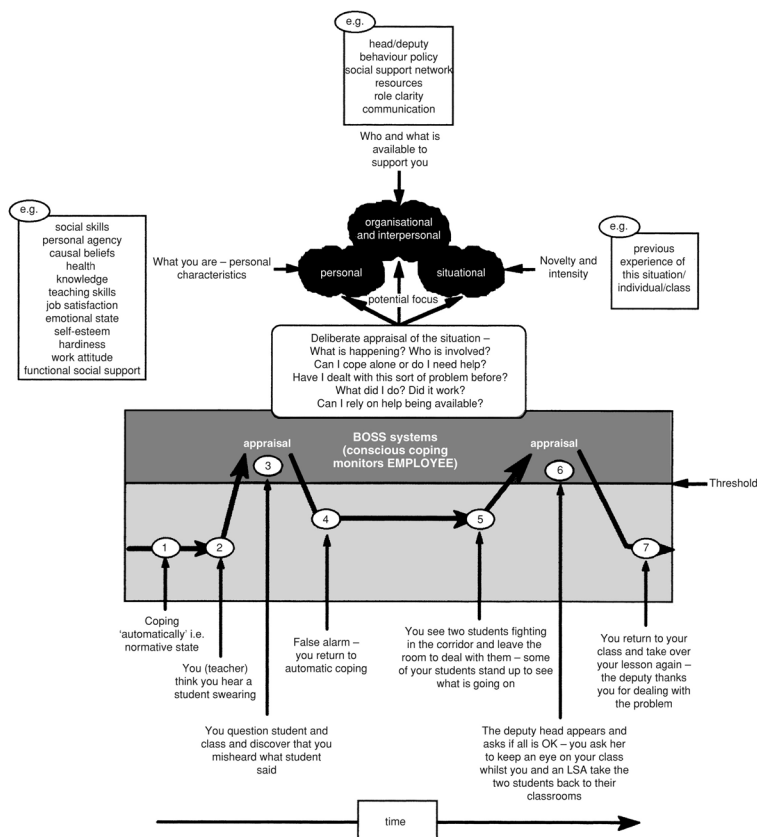 e.g.
head/deputy
behaviour policy
social support network
resources
role clarity
communication
Who and what is
available to
support you
e.g.
social skills
personal agency
causal beliefs
health
knowledge
teaching skills
job satisfaction
emotional state
self-esteem
hardiness
work attitude
functional social support
What you are – personal
characteristics
organisational
and interpersonal
personal
situational
potential focus
Novelty and
intensity
e.g.
previous
experience of
this situation/
individual/class
Deliberate appraisal of the situation –
What is happening? Who is involved?
Can I cope alone or do I need help?
Have I dealt with this sort of problem before?
What did I do? Did it work?
Can I rely on help being available?
appraisal
BOSS systems
(conscious coping
monitors EMPLOYEE)
appraisal
Threshold
1
2
3
4
5
6
7
Coping
‘automatically’ i.e.
normative state
You (teacher)
think you hear a
student swearing
You question student and
class and discover that you
misheard what student
said
False alarm –
you return to
automatic coping
You see two students fighting
in the corridor and leave the
room to deal with them – some
of your students stand up to see
what is going on
The deputy head appears and
asks if all is OK – you ask her
to keep an eye on your class
whilst you and an LSA take the
two students back to their
classrooms
You return to your
class and take over
your lesson again –
the deputy thanks
you for dealing with
the problem
time